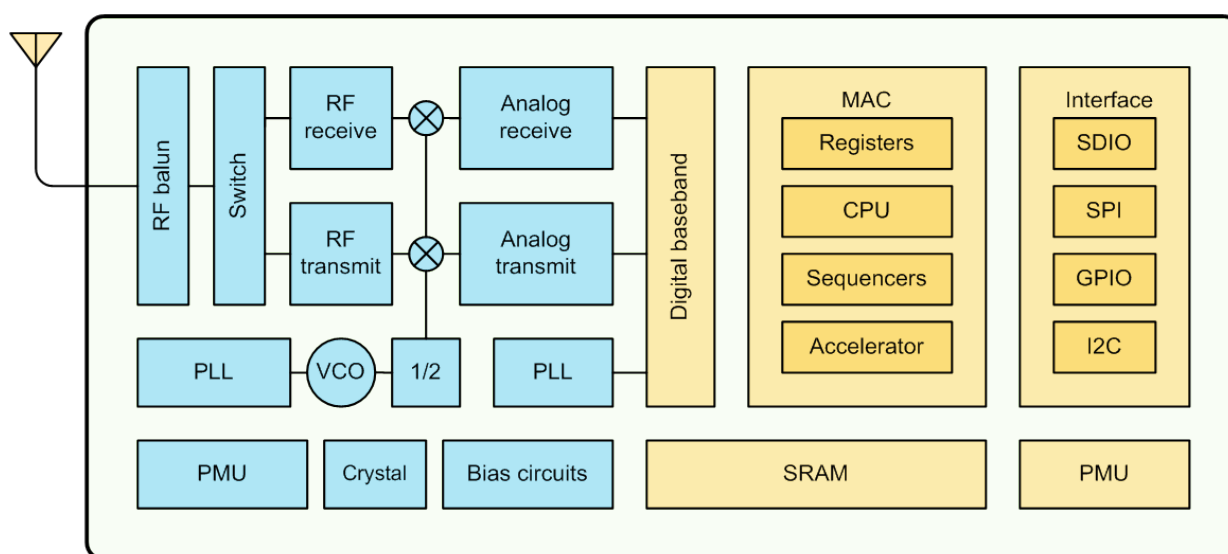 RF balun
Switch
RF
receive
Analog
receive
RF
transmit
Analog
transmit
PLL
VCO
1/2
PLL
Digital baseband
MAC
Registers
CPU
Sequencers
Accelerator
Interface
SDIO
SPI
GPIO
I2C
PMU
Crystal
Bias circuits
SRAM
PMU